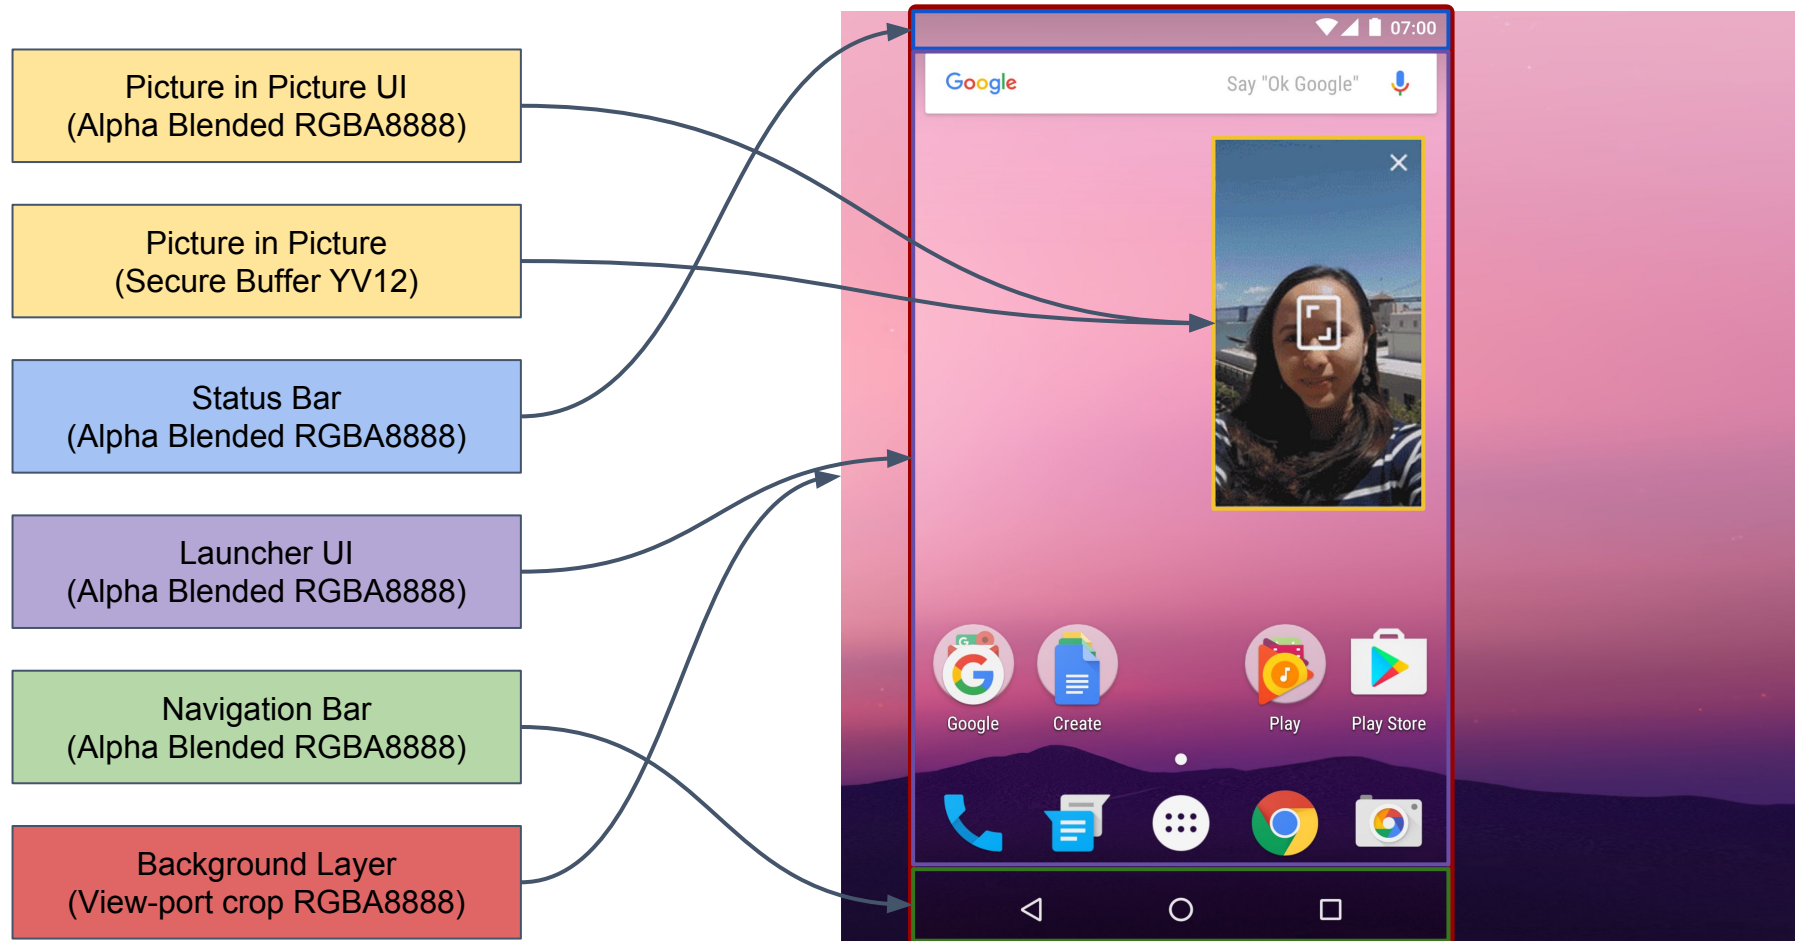 Picture in Picture UI
(Alpha Blended RGBA8888)
Picture in Picture
(Secure Buffer YV12)
Status Bar
(Alpha Blended RGBA8888)
Launcher UI
(Alpha Blended RGBA8888)
Navigation Bar
(Alpha Blended RGBA8888)
Background Layer
(View-port crop RGBA8888)
07:00
Google Say "Ok Google"
G
G
Google Create Play Play Store